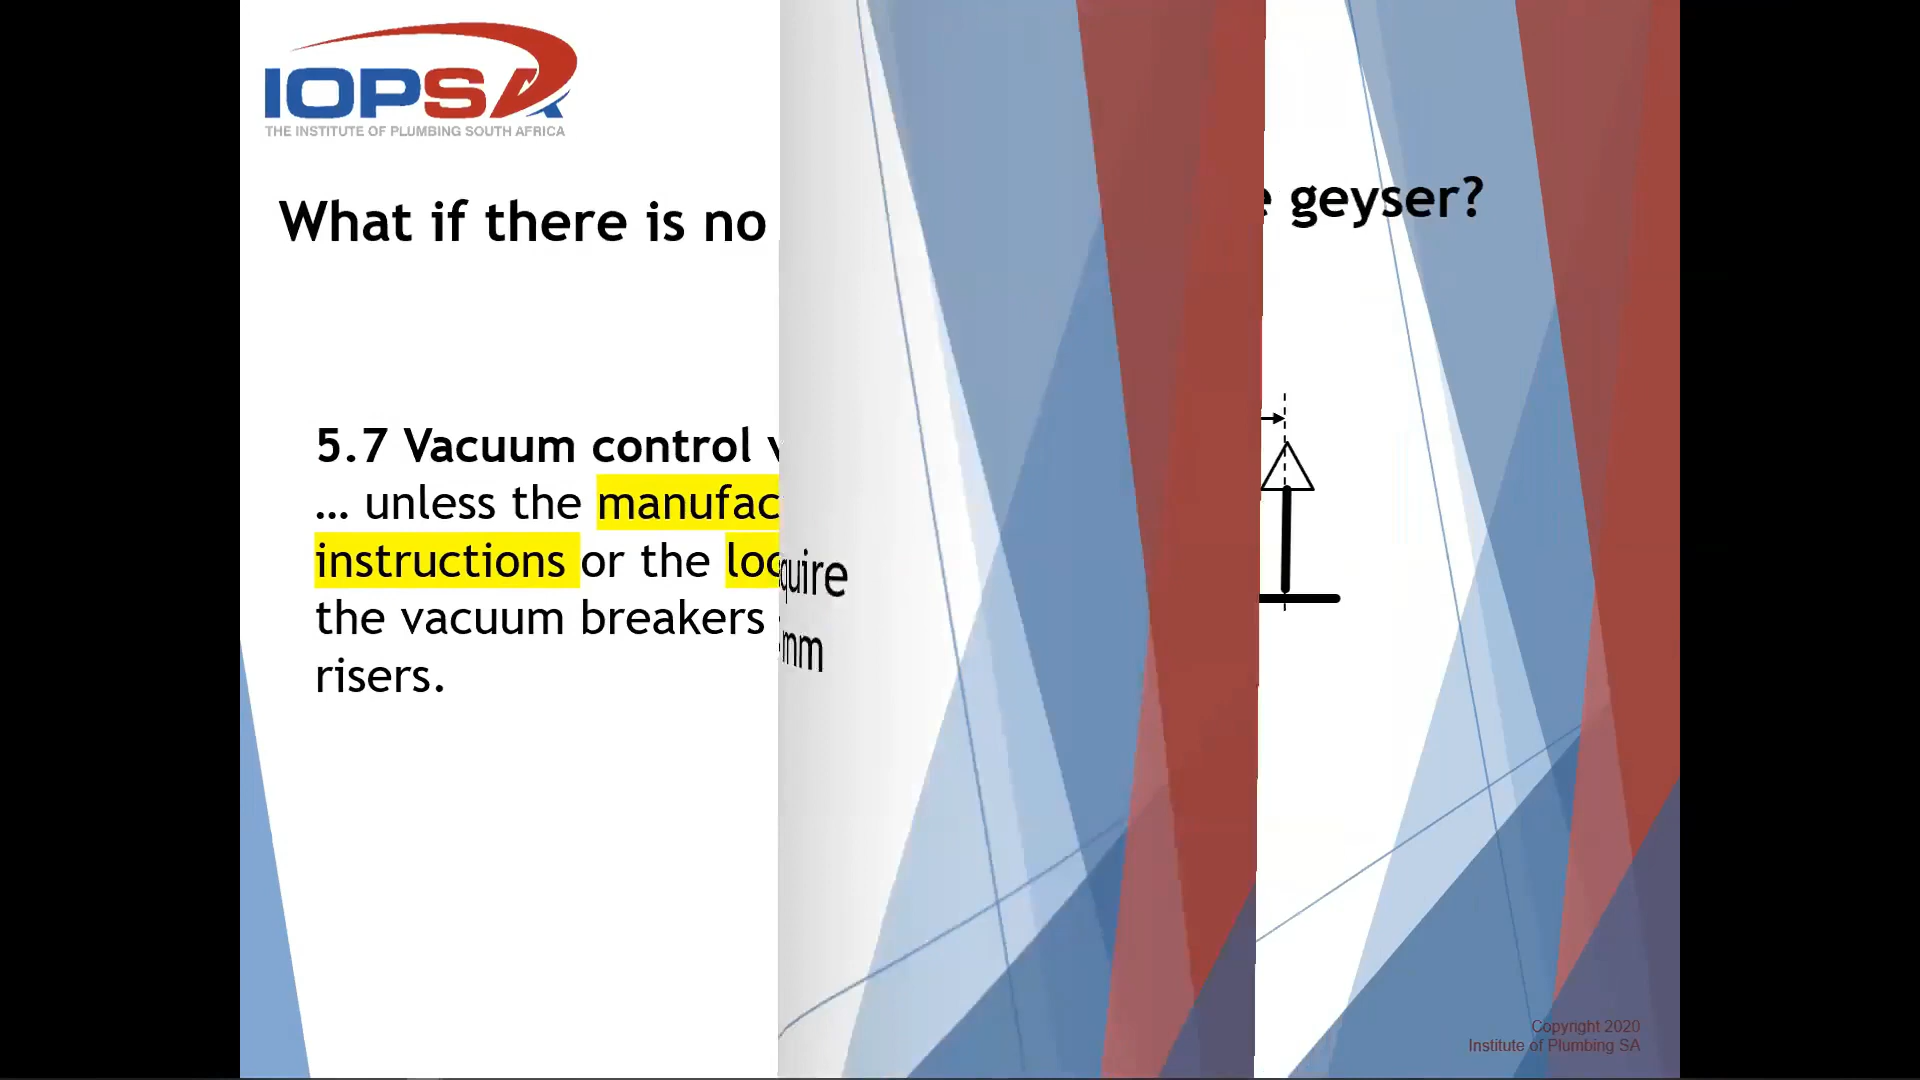 IOPSA
THE INSTITUTE OF PLUMBING SOUTH AFRICA
What if there is no
geyser?
5.7 Vacuum control
... unless the manufac
instructions or the loc
the vacuum breakers
risers.
quire
mm
Copyright 2020
Institute of Plumbing SA